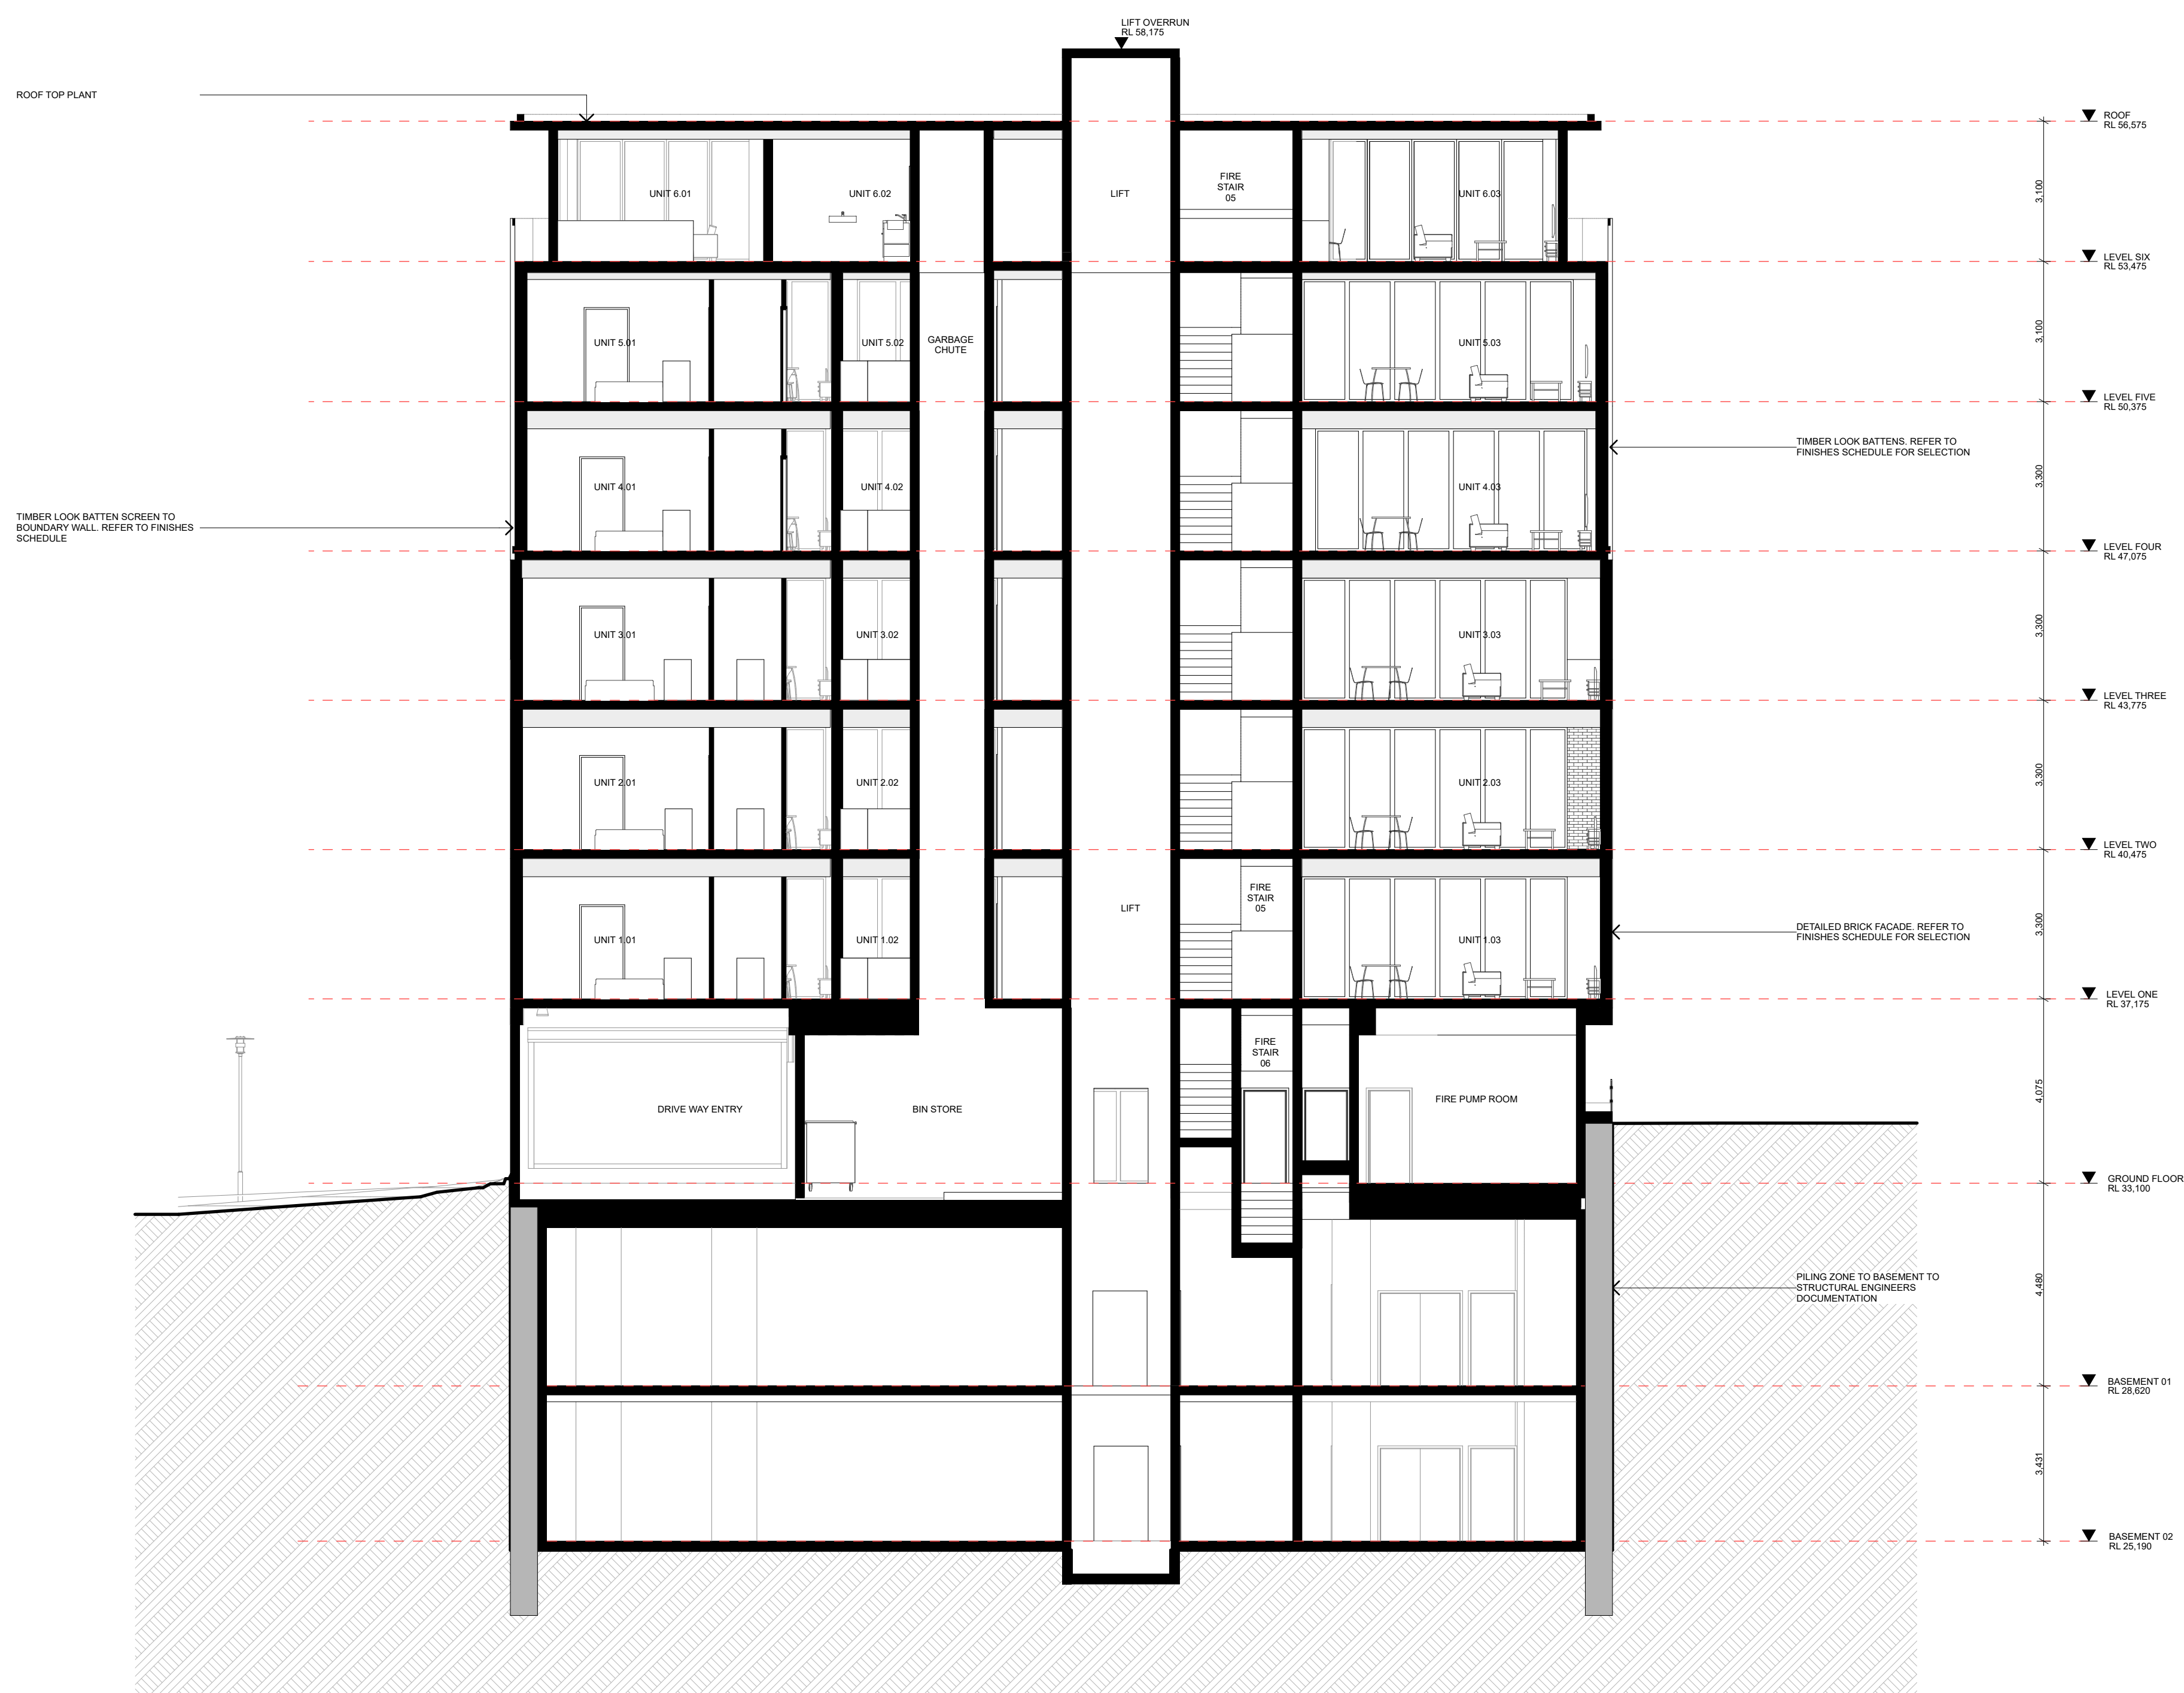 LIFT OVERRUN
RL 58,175
ROOF TOP PLANT
ROOF
RL 56,575
3,100
UNIT 6.01
UNIT 6.02
LIFT
FIRE
STAIR
05
UNIT 6.03
LEVEL SIX
RL 53,475
3,100
UNIT 5.01
UNIT 5.02
GARBAGE
CHUTE
UNIT 5.03
LEVEL FIVE
RL 50,375
TIMBER LOOK BATTENS. REFER TO
FINISHES SCHEDULE FOR SELECTION
3,300
UNIT 4.01
UNIT 4.02
UNIT 4.03
TIMBER LOOK BATTEN SCREEN TO
BOUNDARY WALL. REFER TO FINISHES
SCHEDULE
LEVEL FOUR
RL 47,075
3,300
UNIT 3.01
UNIT 3.02
UNIT 3.03
LEVEL THREE
RL 43,775
3,300
UNIT 2.01
UNIT 2.02
UNIT 2.03
LEVEL TWO
RL 40,475
FIRE
STAIR
05
LIFT
3,300
DETAILED BRICK FACADE. REFER TO
FINISHES SCHEDULE FOR SELECTION
UNIT 1.01
UNIT 1.02
UNIT 1.03
LEVEL ONE
RL 37,175
FIRE
STAIR
06
4,075
DRIVE WAY ENTRY
BIN STORE
FIRE PUMP ROOM
GROUND FLOOR
RL 33,100
PILING ZONE TO BASEMENT TO
STRUCTURAL ENGINEERS
DOCUMENTATION
4,480
BASEMENT 01
RL 28,620
3,431
BASEMENT 02
RL 25,190